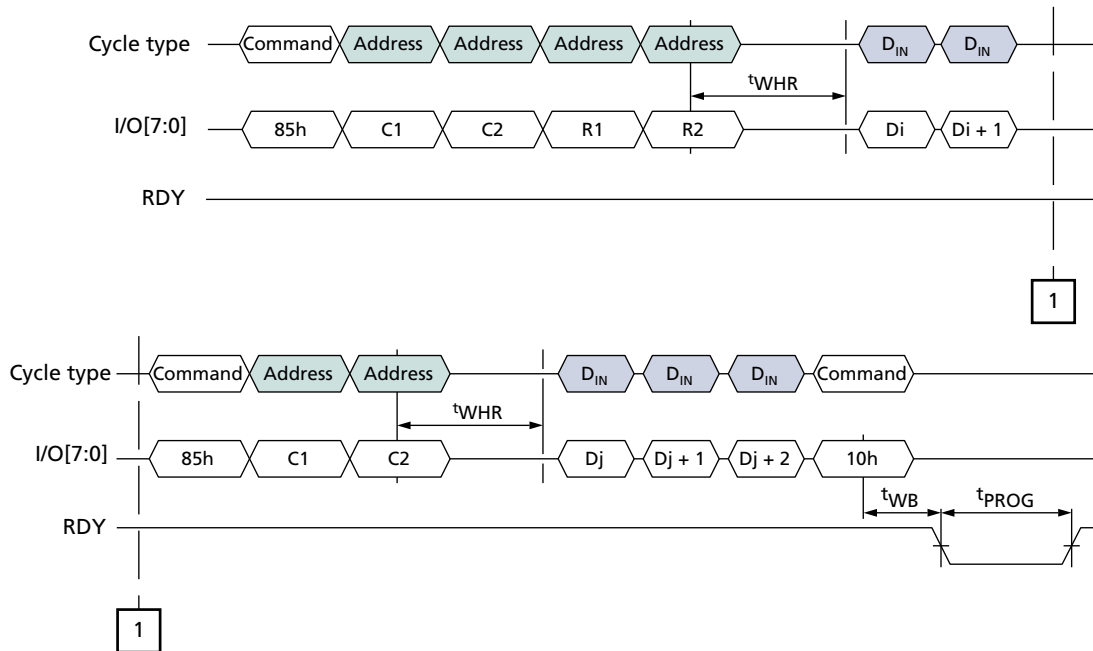 Cycle type Command Address Address Address Address DIN DIN
tWHR
I/O[7:0] 85h C1 C2 R1 R2 Di Di + 1
RDY
1
Cycle type Command Address Address DIN DIN DIN Command
tWHR
I/O[7:0] 85h C1 C2 Dj Dj + 1 Dj + 2 10h
tWB tPROG
RDY
1